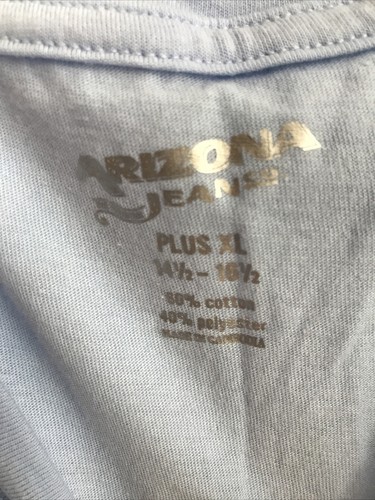 ARIZONA
JEANS
PLUS XL
14½ - 16½
60% cotton
40% polyester
MADE IN CAMBODIA